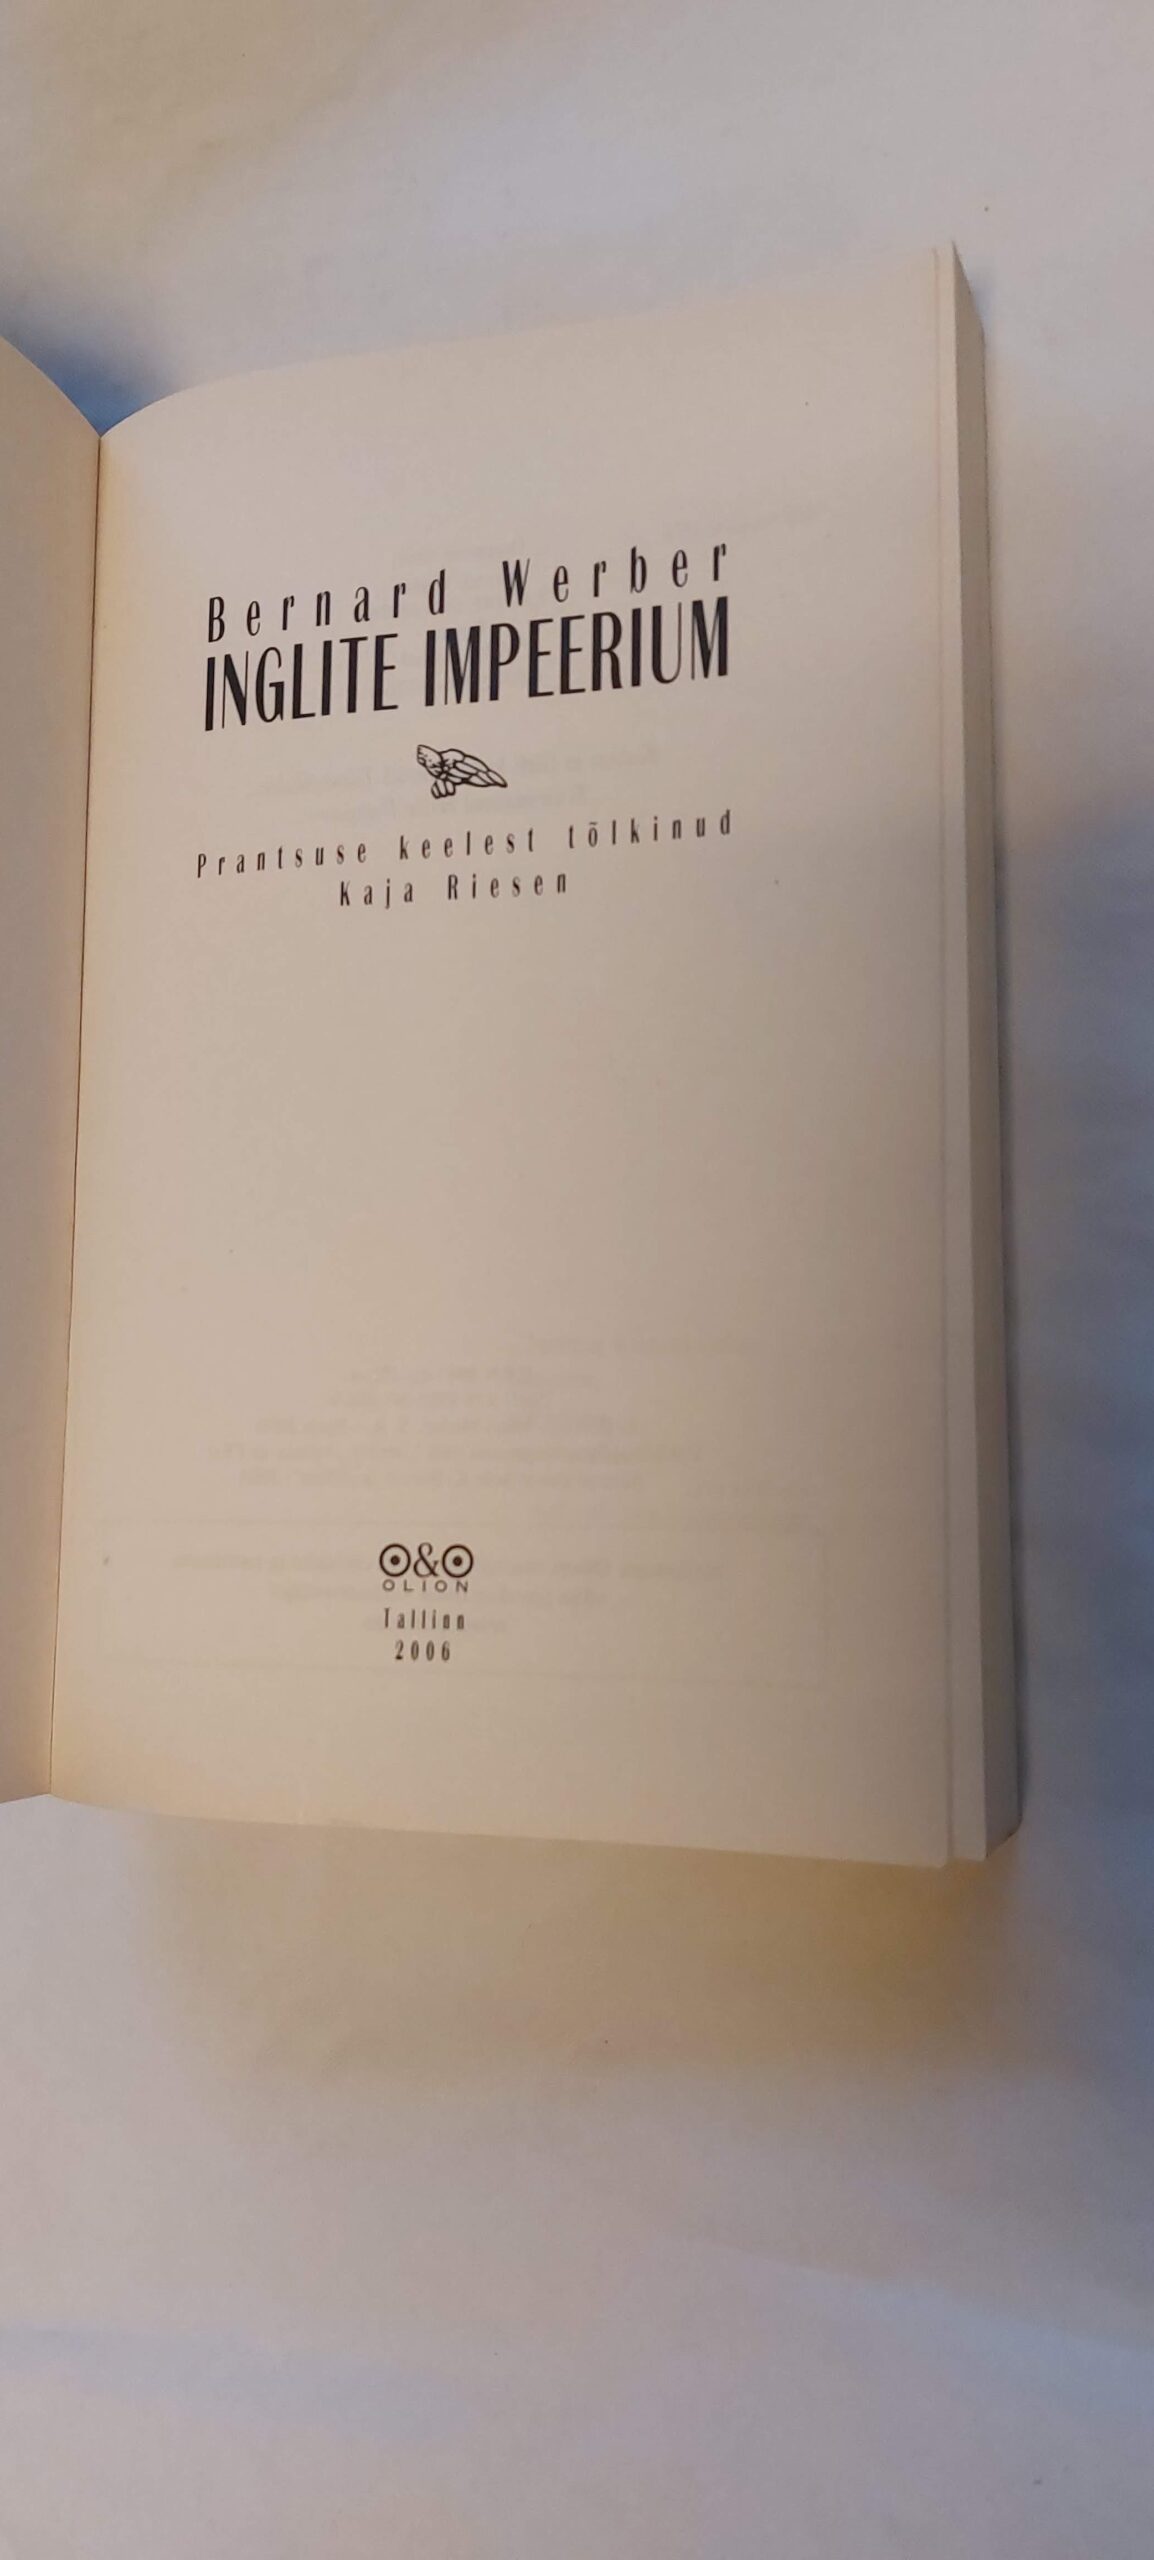 Bernard Werber
INGLITE IMPEERIUM
Prantsuse keelest tõlkinud
Kaja Riesen
O&O
OLION
Tallinn
2006